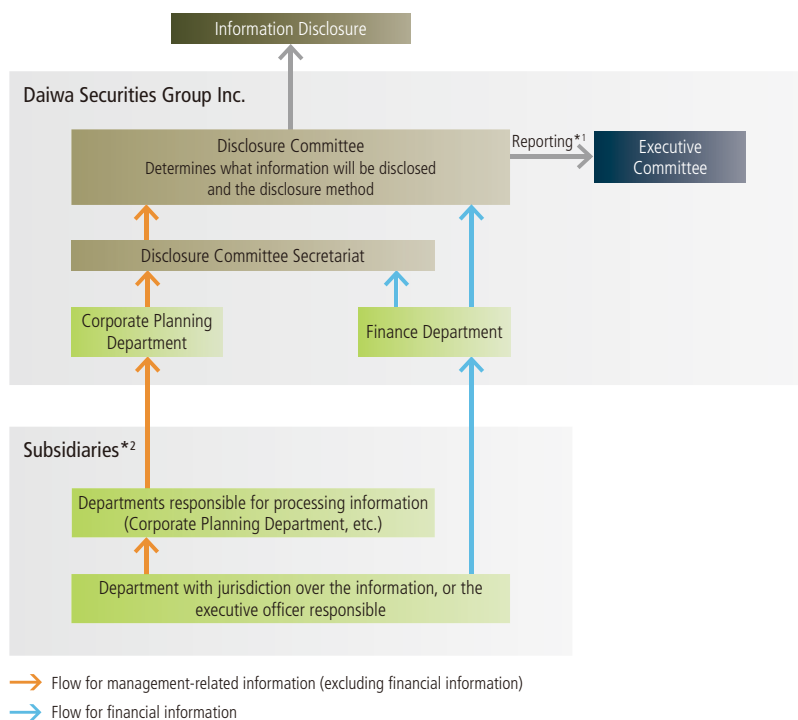 Information Disclosure
Daiwa Securities Group Inc.
Disclosure Committee
Determines what information will be disclosed
and the disclosure method
Reporting*1
Executive
Committee
Disclosure Committee Secretariat
Corporate Planning
Department
Finance Department
Subsidiaries*2
Departments responsible for processing information
(Corporate Planning Department, etc.)
Department with jurisdiction over the information, or the
executive officer responsible
Flow for management-related information (excluding financial information)
Flow for financial information